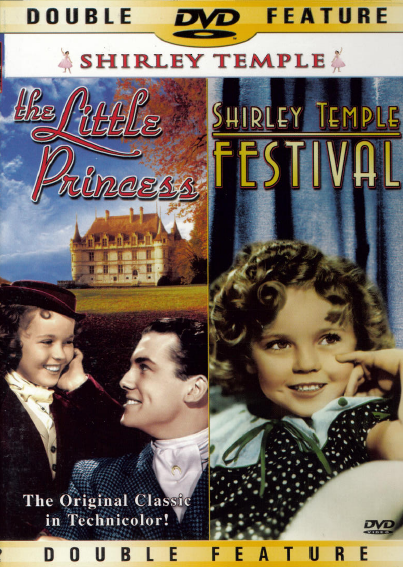 DOUBLE DVD FEATURE
SHIRLEY TEMPLE
the Little
Princess
SHIRLEY TEMPLE
FESTIVAL
The Original Classic
in Technicolor!
DVD
VIDEO
DOUBLE FEATURE